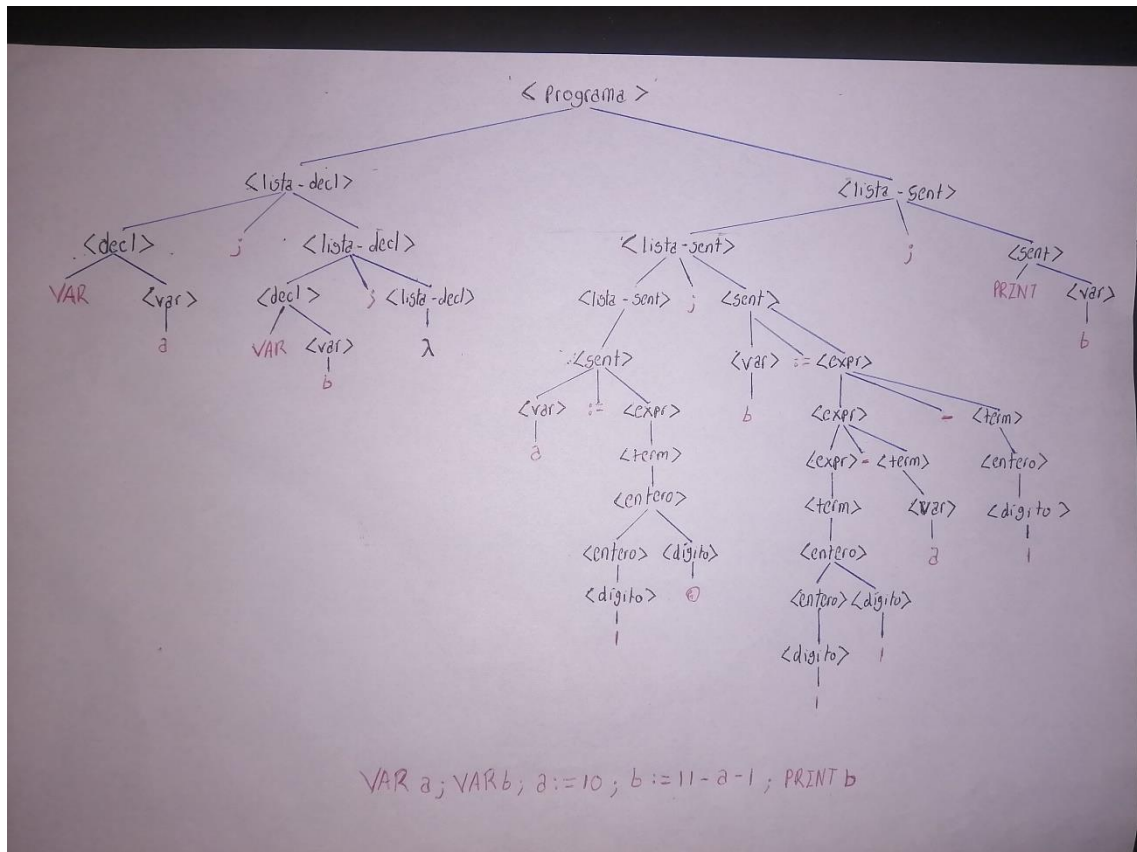 <Programa>
<lista-decl> <lista-sent>
<decl> ; <lista-decl> <lista-sent> ; <sent>
VAR <var> <decl> ; <lista-decl> <lista-sent> ; <sent> PRINT <var>
a VAR <var> λ <sent> <var> := <expr> b
b <var> := <expr> b <expr> - <term>
a <term> <expr> - <term> <entero>
<entero> <term> <var> <digito>
<entero> <digito> <entero> a 1
<digito> 0 <entero> <digito>
1 <digito> 1
1
VAR a; VAR b; a:=10; b:=11-a-1; PRINT b